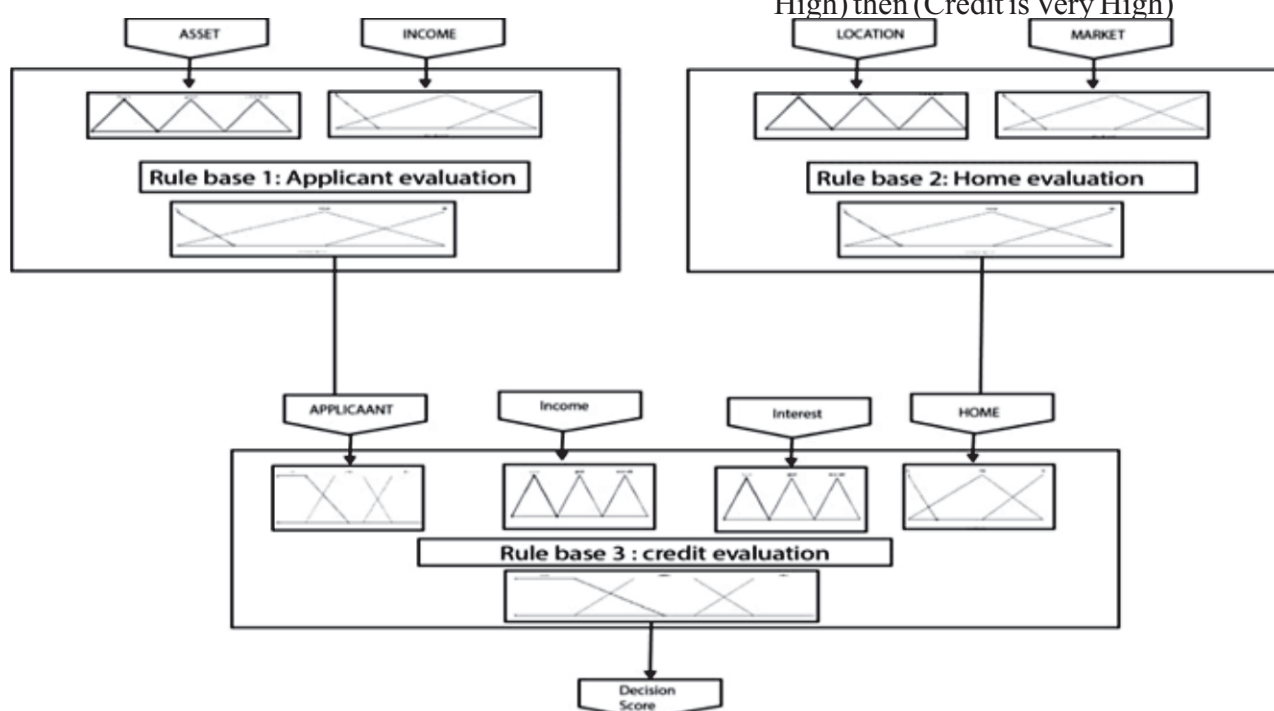 High) then (Credit is Very High)
ASSET
INCOME
LOCATION
MARKET
Rule base 1: Applicant evaluation
Rule base 2: Home evaluation
APPLICAANT
Income
Interest
HOME
Rule base 3 : credit evaluation
Decision
Score